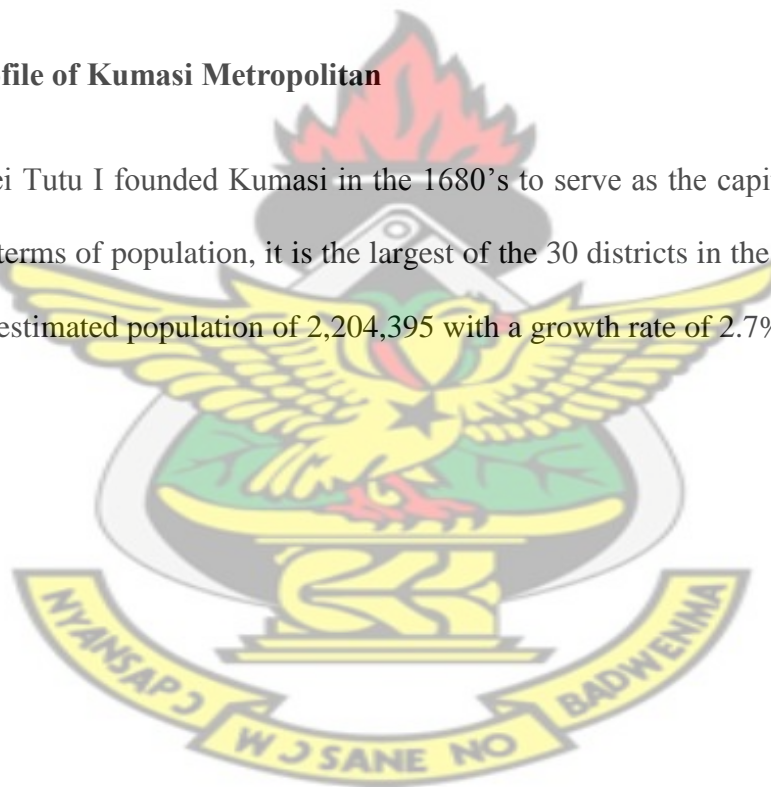 ofile of Kumasi Metropolitan
ei Tutu I founded Kumasi in the 1680’s to serve as the capi
terms of population, it is the largest of the 30 districts in the
estimated population of 2,204,395 with a growth rate of 2.7%
NYANSAPƆ WƆSANE NO BADWENMA